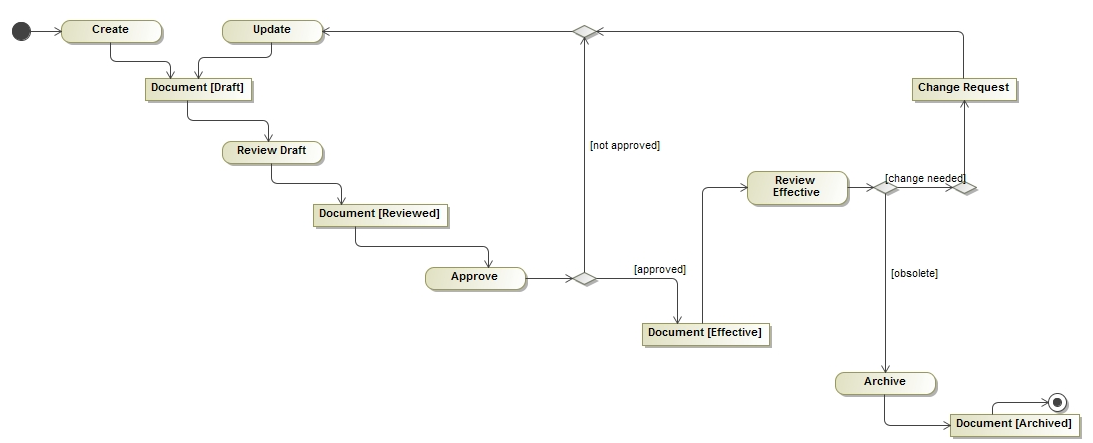 Create
Update
Document [Draft]
Change Request
[not approved]
Review Draft
Review
Effective
[change needed]
Document [Reviewed]
Approve
[approved]
[obsolete]
Document [Effective]
Archive
Document [Archived]